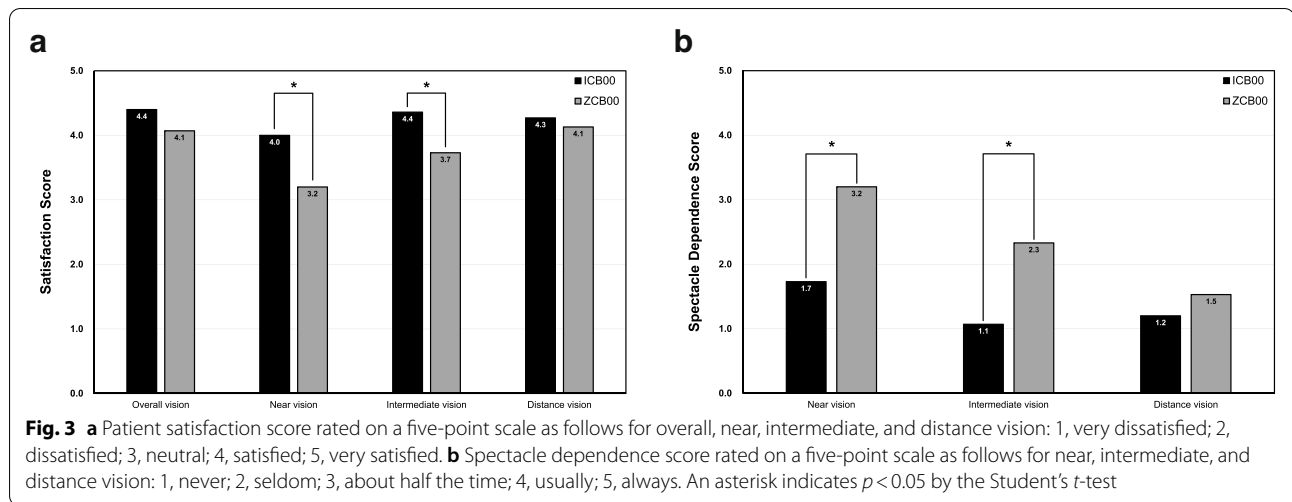 a
5.0
4.0
3.0
2.0
1.0
0.0
Satisfaction Score
ICB00
ZCB00
*
*
4.4
4.1
4.0
3.2
4.4
3.7
4.3
4.1
Overall vision
Near vision
Intermediate vision
Distance vision
b
5.0
4.0
3.0
2.0
1.0
0.0
Spectacle Dependence Score
ICB00
ZCB00
*
*
1.7
3.2
1.1
2.3
1.2
1.5
Near vision
Intermediate vision
Distance vision
Fig. 3 a Patient satisfaction score rated on a five-point scale as follows for overall, near, intermediate, and distance vision: 1, very dissatisfied; 2,
dissatisfied; 3, neutral; 4, satisfied; 5, very satisfied. b Spectacle dependence score rated on a five-point scale as follows for near, intermediate, and
distance vision: 1, never; 2, seldom; 3, about half the time; 4, usually; 5, always. An asterisk indicates p < 0.05 by the Student’s t-test